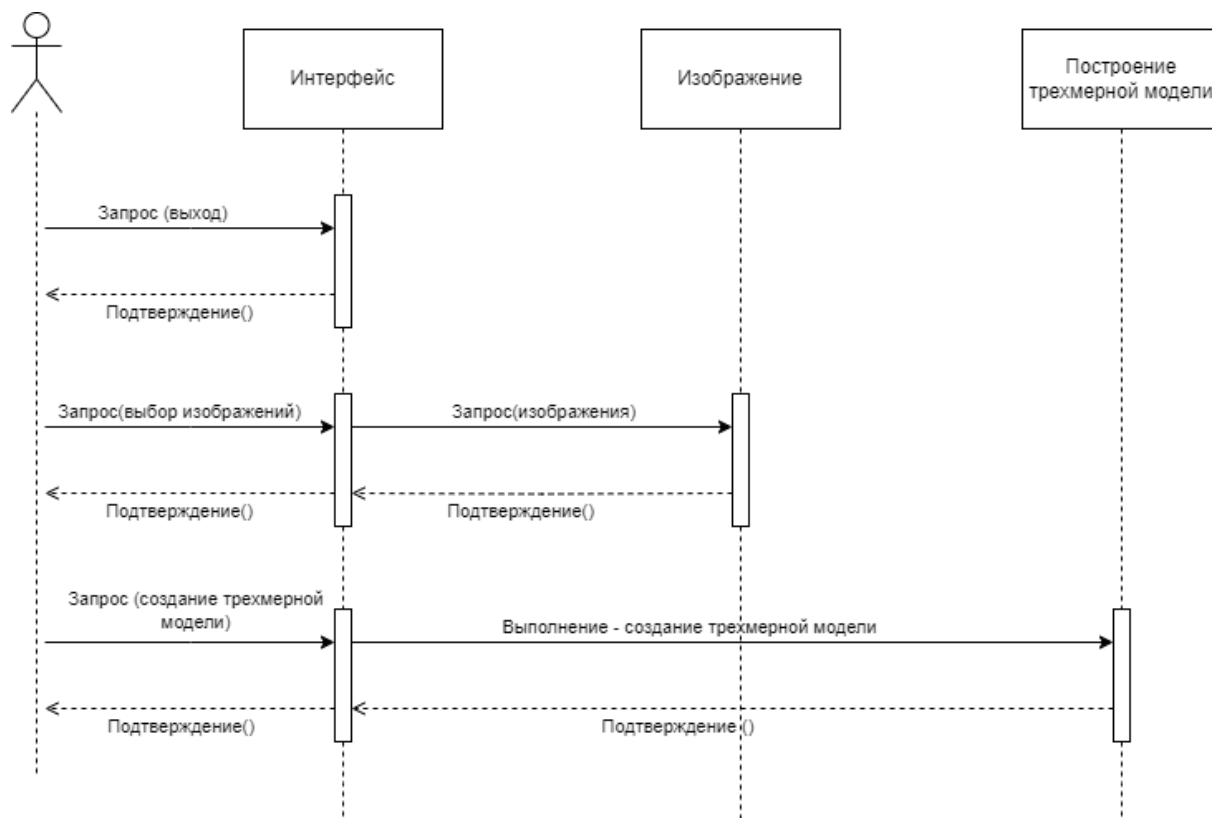 Интерфейс
Изображение
Построение
трехмерной модели
Запрос (выход)
Подтверждение()
Запрос(выбор изображений)
Запрос(изображения)
Подтверждение()
Подтверждение()
Запрос (создание трехмерной
модели)
Выполнение - создание трехмерной модели
Подтверждение()
Подтверждение ()